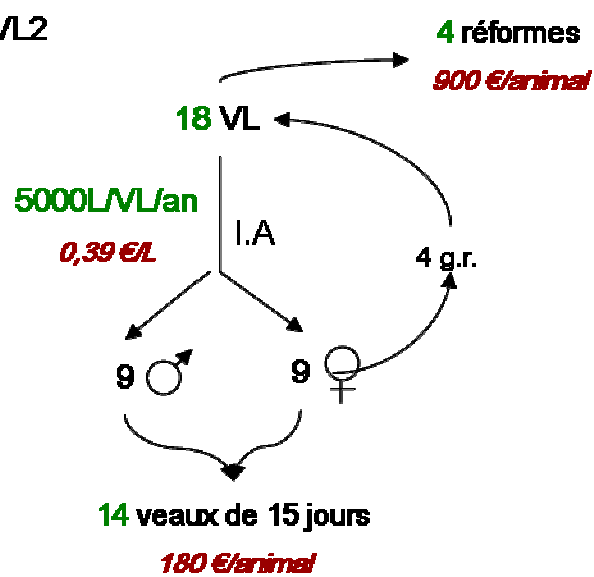 VL2
4 réformes
900 €/animal
18 VL
5000L/VL/an
0,39 €/L
I.A
4 g.r.
9 ♂
9 ♀
14 veaux de 15 jours
180 €/animal